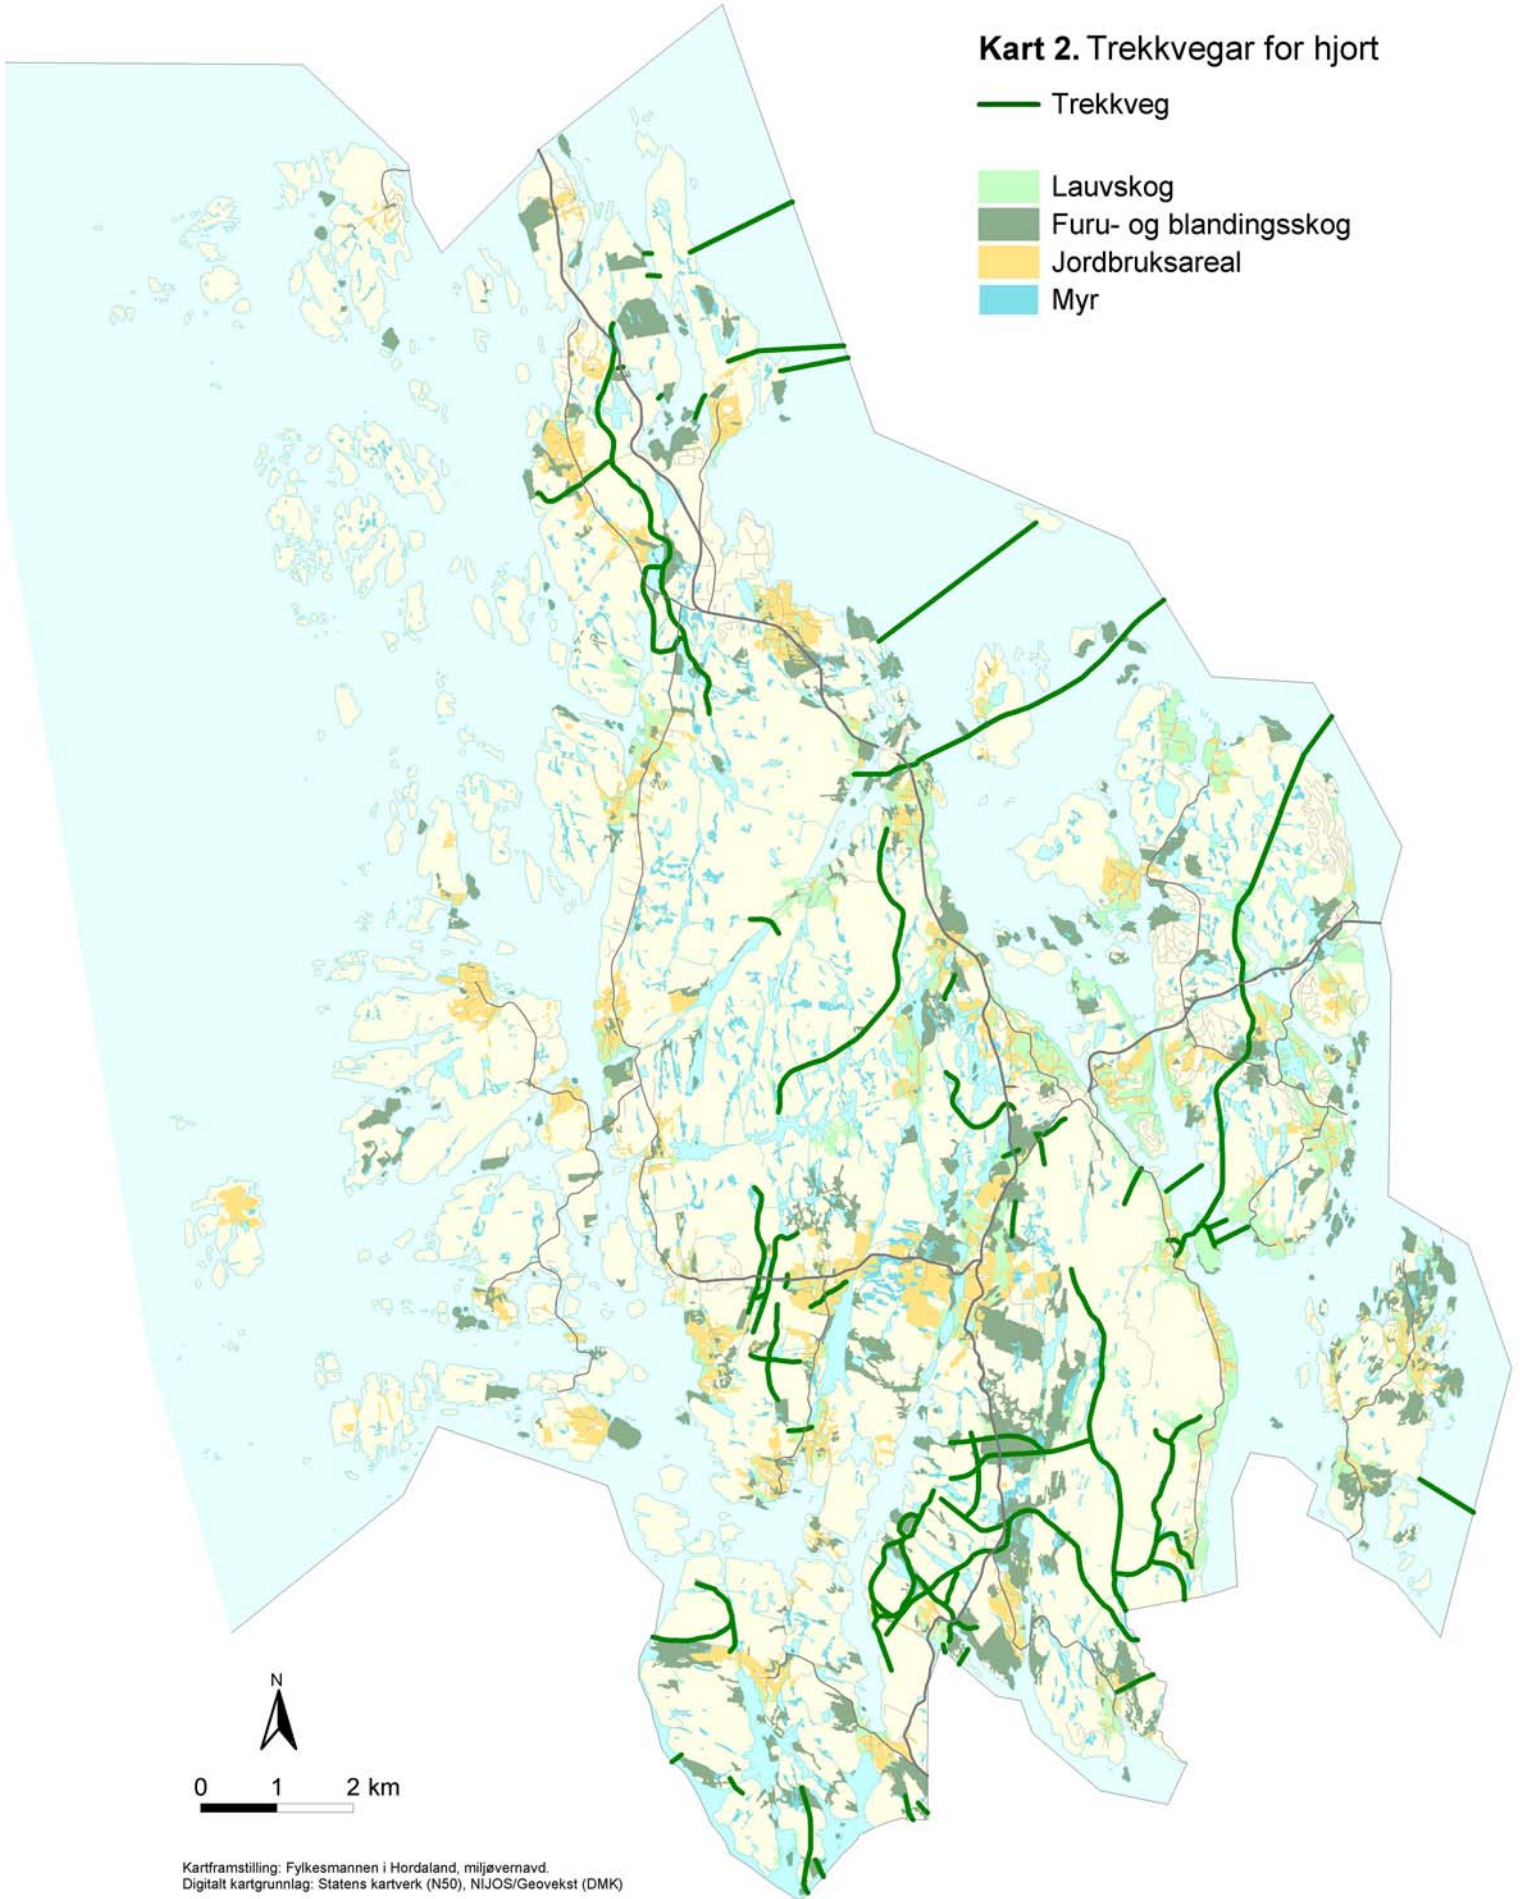 Kart 2. Trekkvegar for hjort
Trekkveg
Lauvskog
Furu- og blandingsskog
Jordbruksareal
Myr
N
0 1 2 km
Kartframstilling: Fylkesmannen i Hordaland, miljøvernavd.
Digitalt kartgrunnlag: Statens kartverk (N50), NIJOS/Geovekst (DMK)